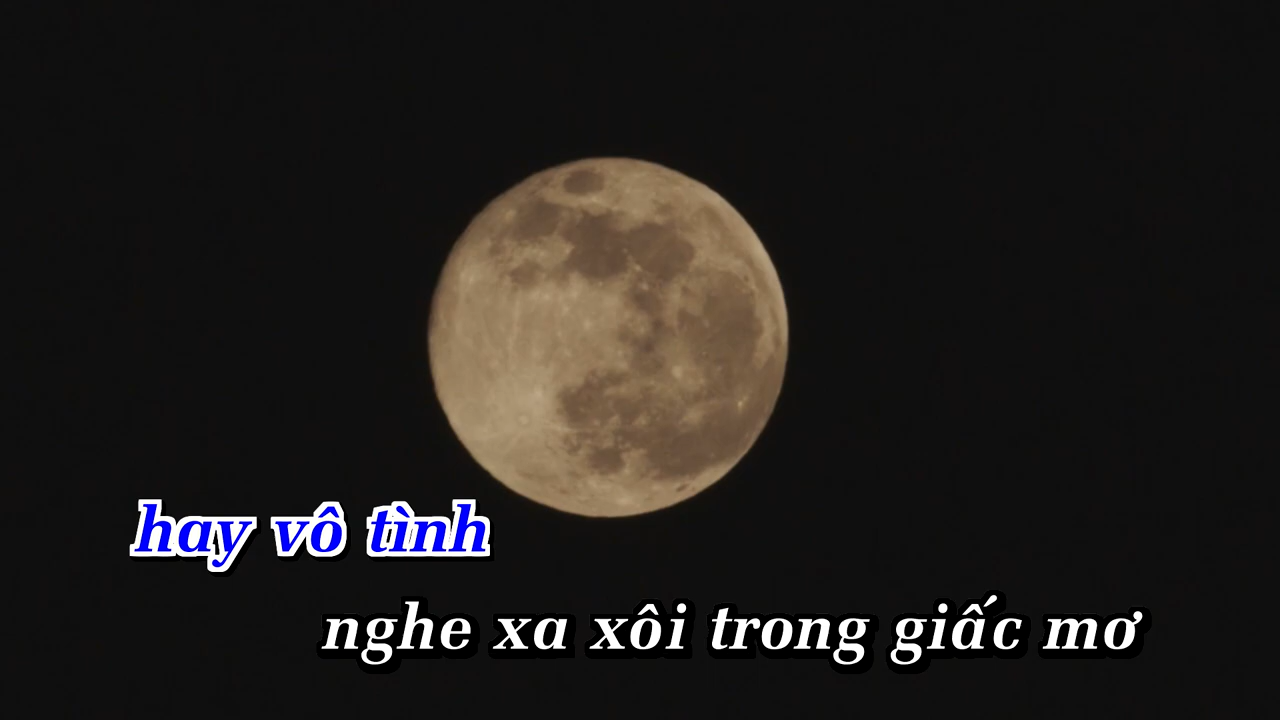 hay vô tình
nghe xa xôi trong giấc mơ